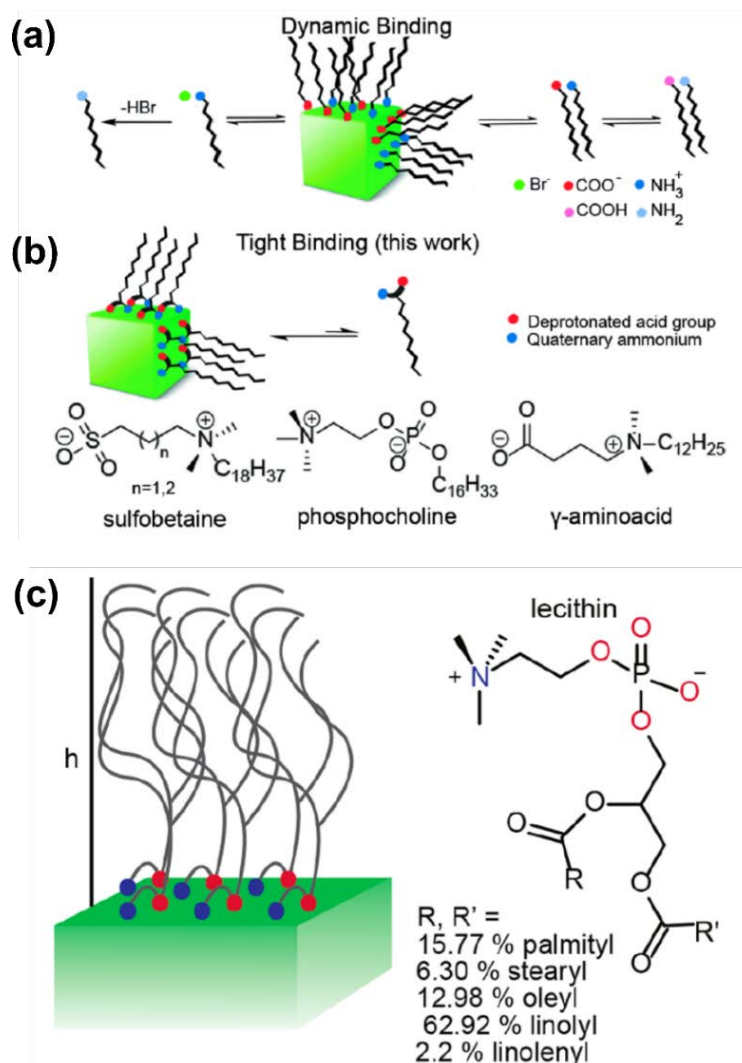 (a)
Dynamic Binding
-HBr
Br⁻ COO⁻ NH₃⁺
COOH NH₂
(b)
Tight Binding (this work)
Deprotonated acid group
Quaternary ammonium
O O S O ⊖ ( )n N ⊕ C₁₈H₃₇
n=1,2
sulfobetaine
N ⊕ O P O ⊖ O O C₁₆H₃₃
phosphocholine
O ⊖ O ⊕ N C₁₂H₂₅
γ-aminoacid
(c)
h
lecithin
+ N O P O O⁻ O
O O R
O O R'
R, R' =
15.77 % palmityl
6.30 % stearyl
12.98 % oleyl
62.92 % linolyl
2.2 % linolenyl